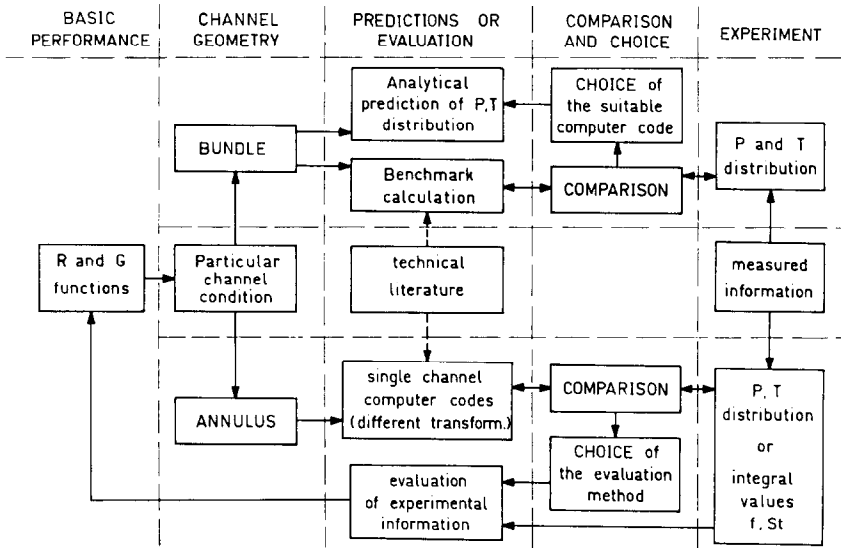 BASIC
PERFORMANCE
CHANNEL
GEOMETRY
PREDICTIONS OR
EVALUATION
COMPARISON
AND CHOICE
EXPERIMENT
Analytical
prediction of P,T
distribution
CHOICE of
the suitable
computer code
BUNDLE
Benchmark
calculation
COMPARISON
P and T
distribution
R and G
functions
Particular
channel
condition
technical
literature
measured
information
ANNULUS
single channel
computer codes
(different transform.)
COMPARISON
P, T
distribution
or
integral
values
f, St
CHOICE of
the evaluation
method
evaluation
of experimental
information